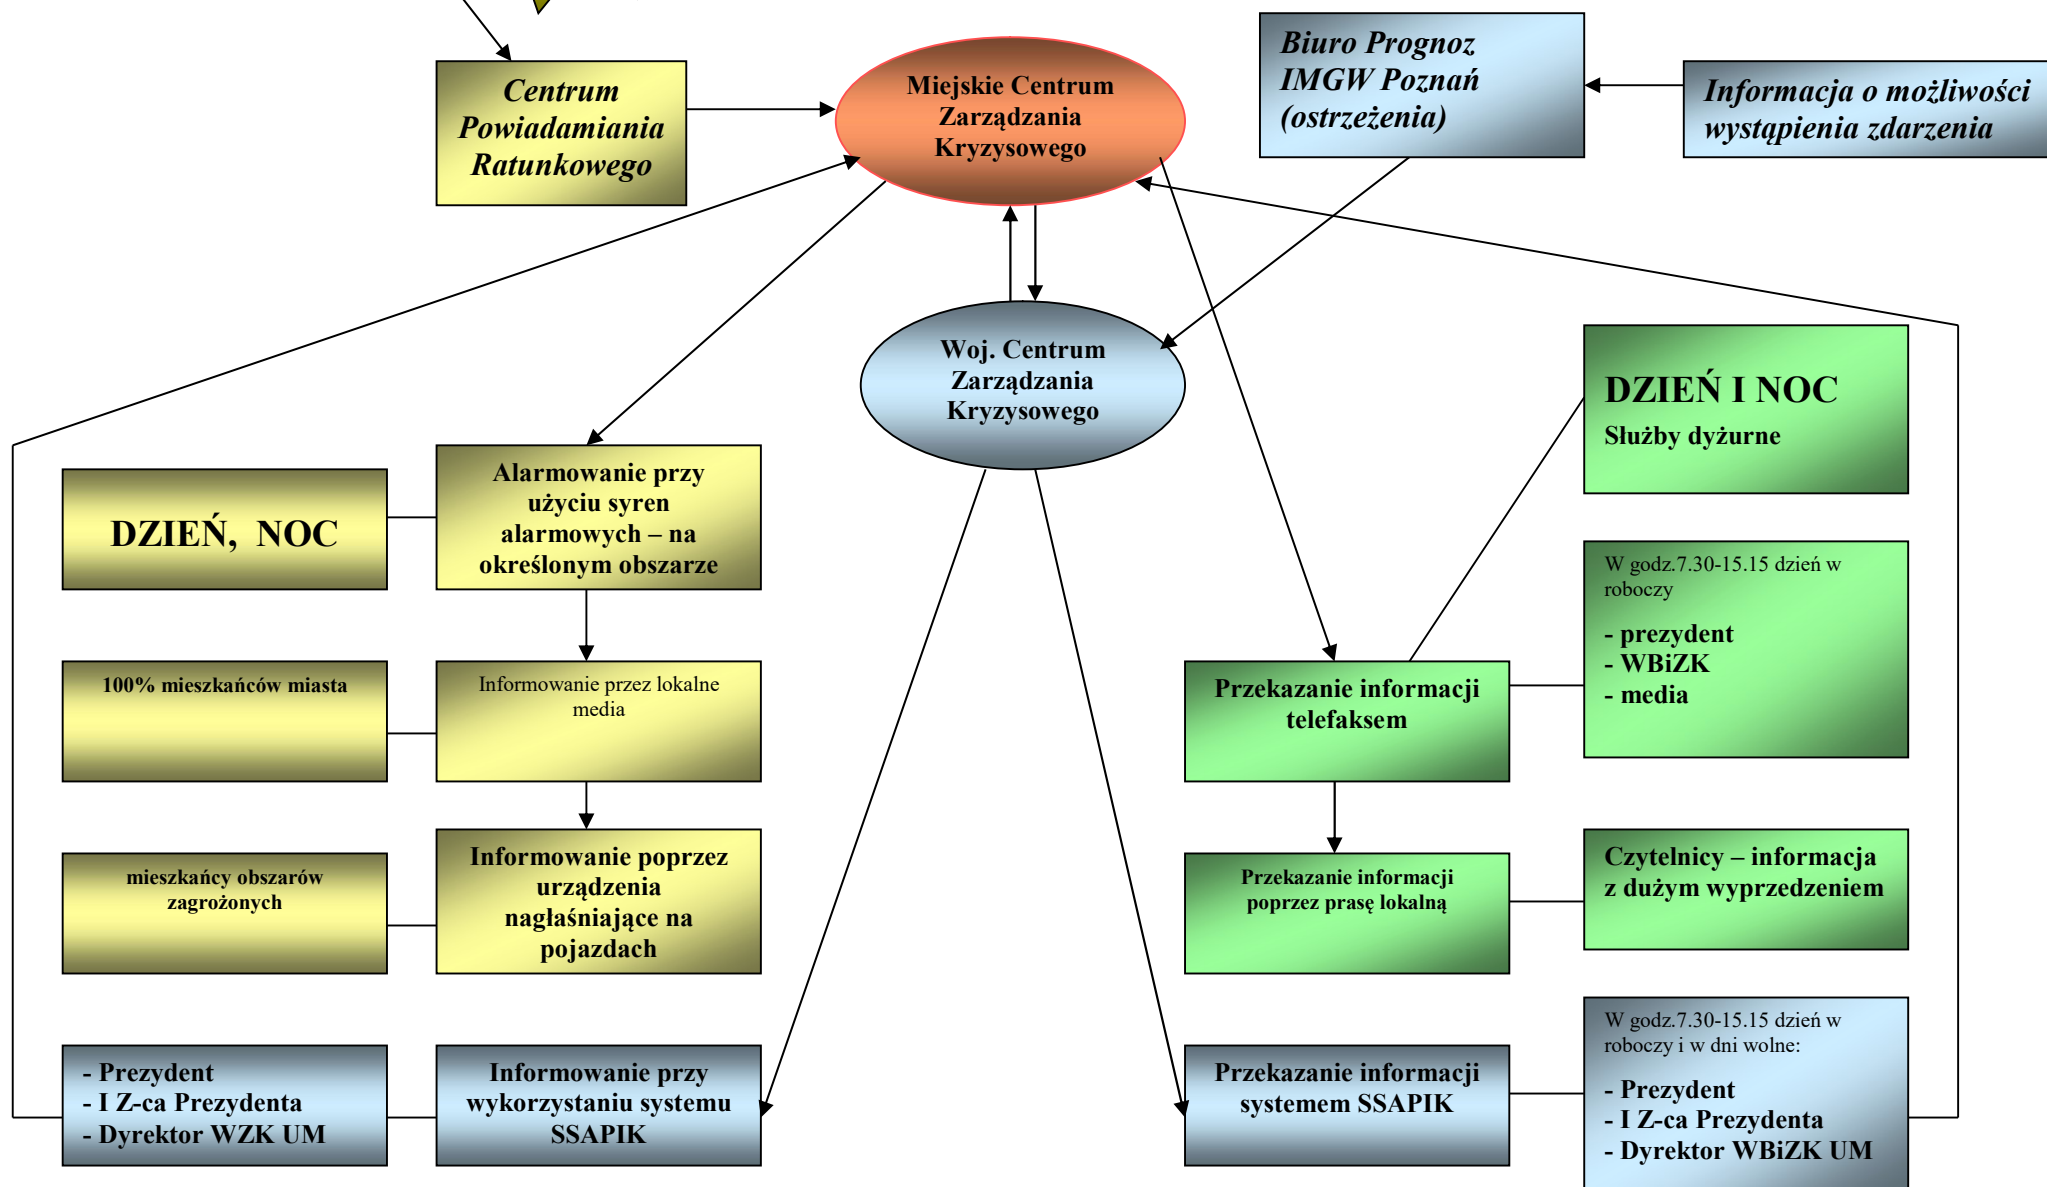 Centrum
Powiadamiania
Ratunkowego
Miejskie Centrum
Zarządzania
Kryzysowego
Biuro Prognoz
IMGW Poznań
(ostrzeżenia)
Informacja o możliwości
wystąpienia zdarzenia
Woj. Centrum
Zarządzania
Kryzysowego
DZIEŃ I NOC
Służby dyżurne
DZIEŃ, NOC
Alarmowanie przy
użyciu syren
alarmowych – na
określonym obszarze
W godz.7.30-15.15 dzień w
roboczy
- prezydent
- WBiZK
- media
100% mieszkańców miasta
Informowanie przez lokalne
media
Przekazanie informacji
telefaksem
mieszkańcy obszarów
zagrożonych
Informowanie poprzez
urządzenia
nagłaśniające na
pojazdach
Przekazanie informacji
poprzez prasę lokalną
Czytelnicy – informacja
z dużym wyprzedzeniem
- Prezydent
- I Z-ca Prezydenta
- Dyrektor WZK UM
Informowanie przy
wykorzystaniu systemu
SSAPIK
Przekazanie informacji
systemem SSAPIK
W godz.7.30-15.15 dzień w
roboczy i w dni wolne:
- Prezydent
- I Z-ca Prezydenta
- Dyrektor WBiZK UM